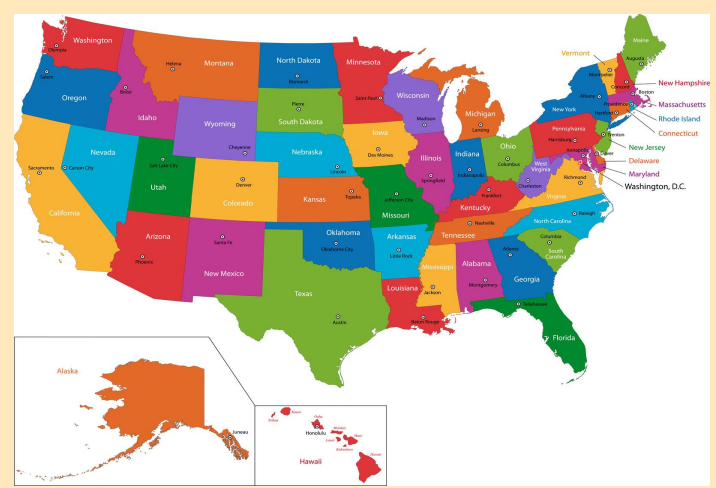 Washington
Olympia
Oregon
Salem
California
Sacramento
Nevada
Carson City
Idaho
Boise
Montana
Helena
Wyoming
Cheyenne
Utah
Salt Lake City
Colorado
Denver
Arizona
Phoenix
New Mexico
Santa Fe
North Dakota
Bismarck
South Dakota
Pierre
Nebraska
Lincoln
Kansas
Topeka
Oklahoma
Oklahoma City
Texas
Austin
Minnesota
Saint Paul
Iowa
Des Moines
Missouri
Jefferson City
Arkansas
Little Rock
Louisiana
Baton Rouge
Wisconsin
Madison
Illinois
Springfield
Michigan
Lansing
Indiana
Indianapolis
Ohio
Columbus
Kentucky
Frankfurt
Tennessee
Nashville
Mississippi
Jackson
Alabama
Montgomery
Georgia
Atlanta
Florida
Tallahassee
South
Carolina
Columbia
North Carolina
Raleigh
Virginia
Richmond
West
Virginia
Charleston
Pennsylvania
Harrisburg
New York
Albany
Vermont
Montpelier
Maine
Augusta
New Hampshire
Concord
Boston
Massachusetts
Providence
Rhode Island
Hartford
Connecticut
Trenton
New Jersey
Dover
Delaware
Annapolis
Maryland
Washington, D.C.
Alaska
Juneau
Hawaii
Honolulu
Kauai
Oahu
Maui
Hawaii